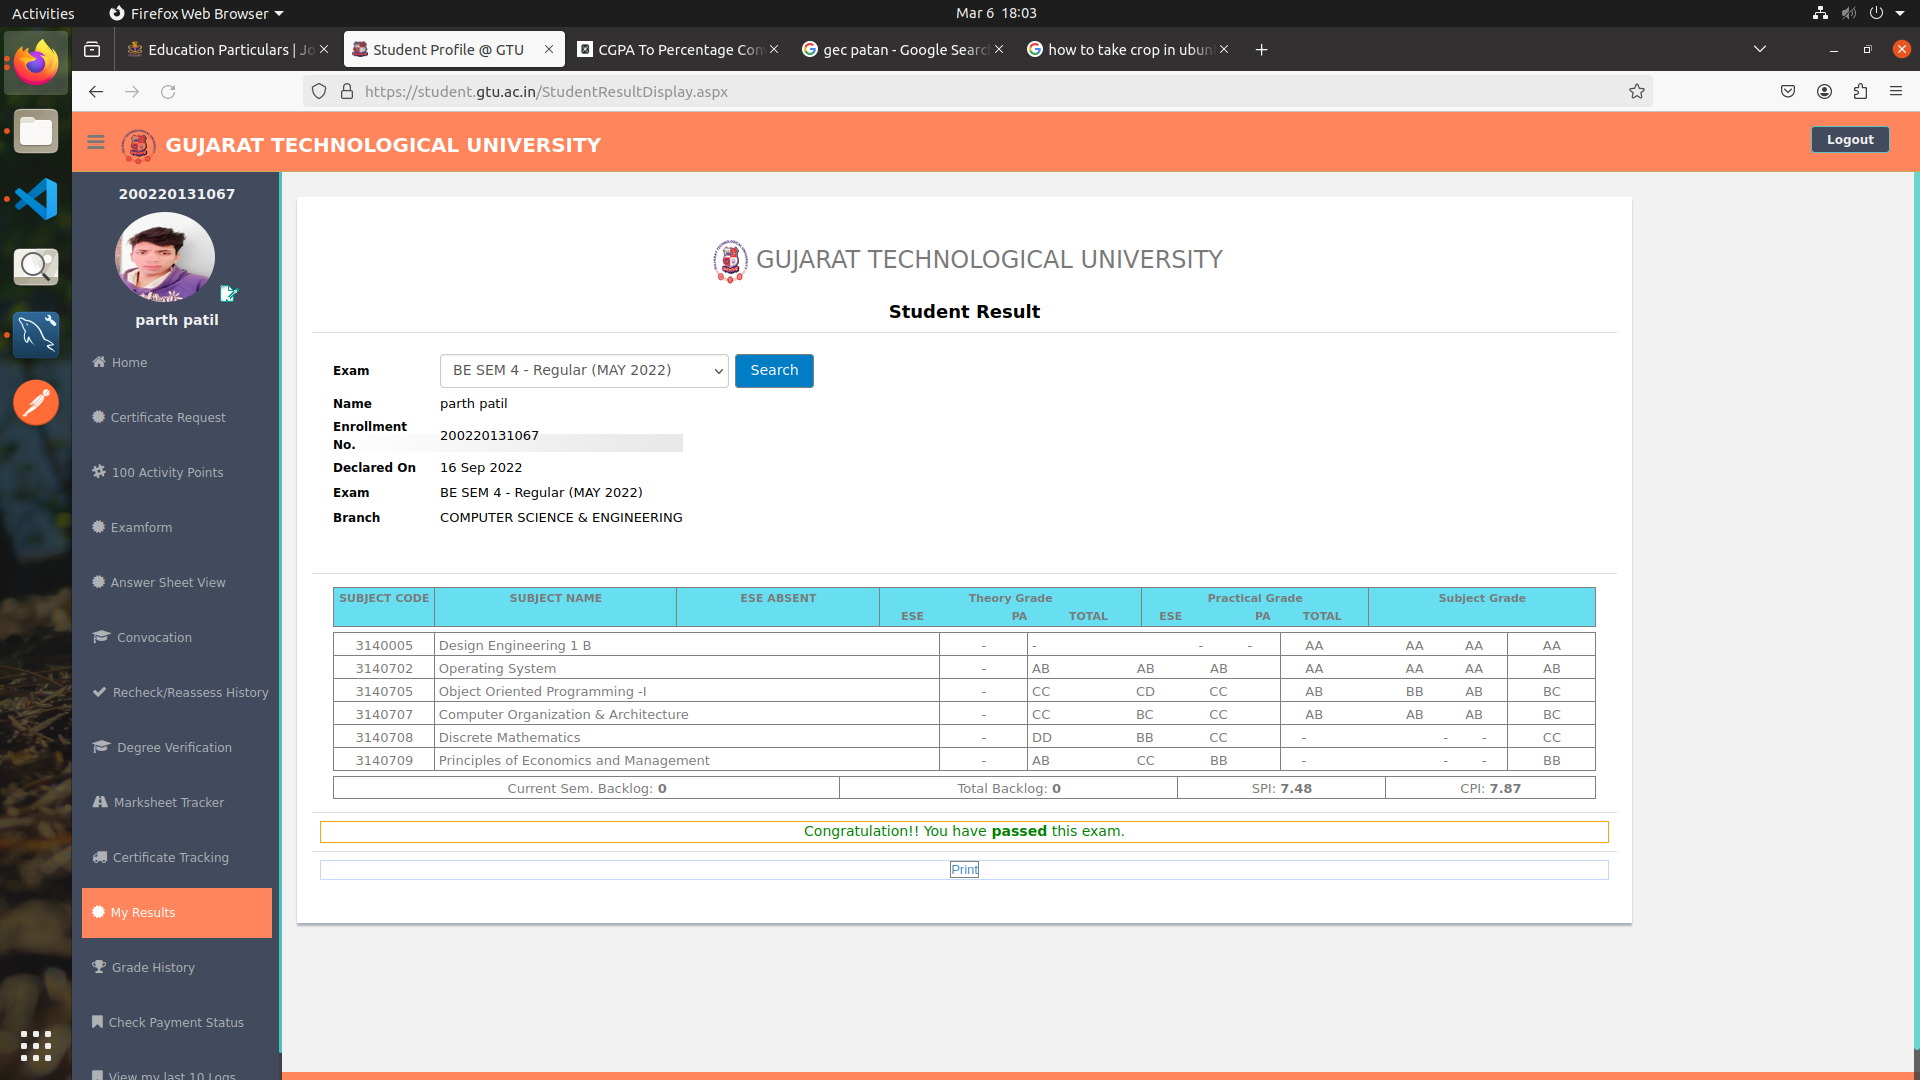 Activities Firefox Web Browser Mar 6 18:03
Education Particulars | Jo Student Profile @ GTU CGPA To Percentage Con gec patan - Google Searc how to take crop in ubun
https://student.gtu.ac.in/StudentResultDisplay.aspx
GUJARAT TECHNOLOGICAL UNIVERSITY Logout
200220131067
parth patil
Home
Certificate Request
100 Activity Points
Examform
Answer Sheet View
Convocation
Recheck/Reassess History
Degree Verification
Marksheet Tracker
Certificate Tracking
My Results
Grade History
Check Payment Status
View my last 10 Logs
GUJARAT TECHNOLOGICAL UNIVERSITY
Student Result
Exam BE SEM 4 - Regular (MAY 2022) Search
Name parth patil
Enrollment No. 200220131067
Declared On 16 Sep 2022
Exam BE SEM 4 - Regular (MAY 2022)
Branch COMPUTER SCIENCE & ENGINEERING
SUBJECT CODE SUBJECT NAME ESE ABSENT Theory Grade Practical Grade Subject Grade
ESE PA TOTAL ESE PA TOTAL
3140005 Design Engineering 1 B - - - - AA AA AA AA
3140702 Operating System - AB AB AB AA AA AA AB
3140705 Object Oriented Programming -I - CC CD CC AB BB AB BC
3140707 Computer Organization & Architecture - CC BC CC AB AB AB BC
3140708 Discrete Mathematics - DD BB CC - - - CC
3140709 Principles of Economics and Management - AB CC BB - - - BB
Current Sem. Backlog: 0 Total Backlog: 0 SPI: 7.48 CPI: 7.87
Congratulation!! You have passed this exam.
Print